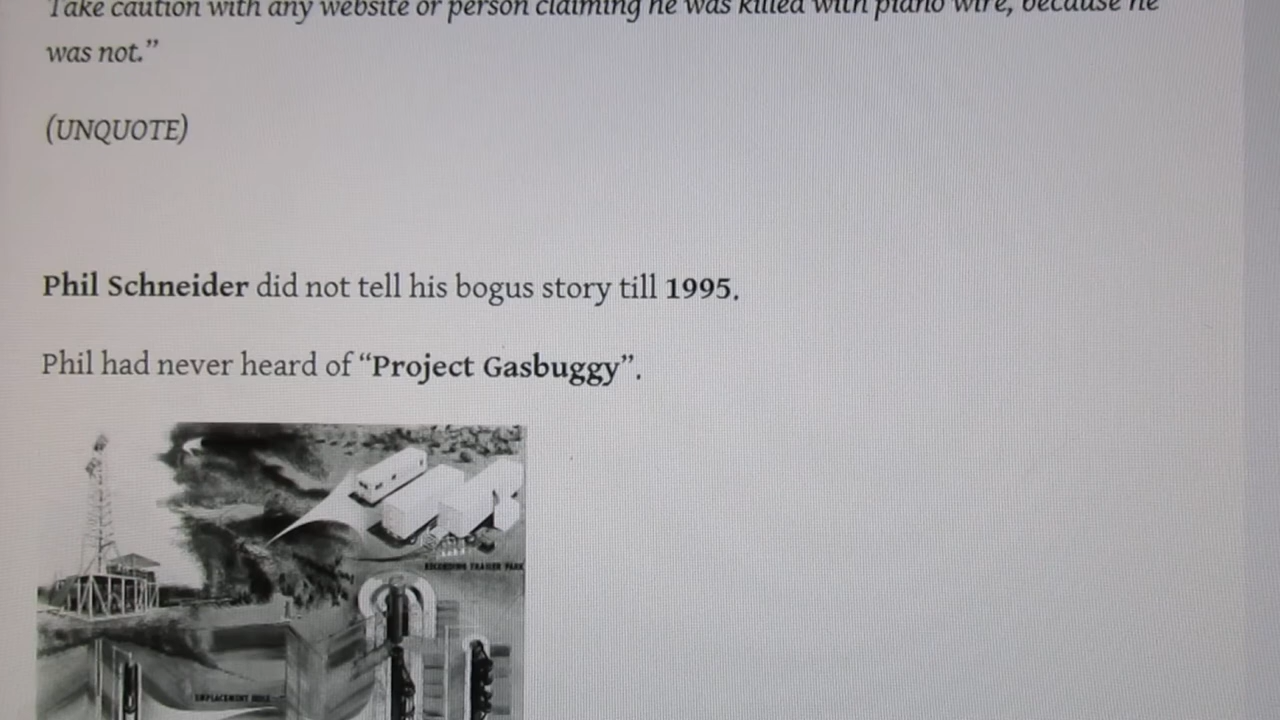 Take caution with any website or person claiming he was killed with piano wire, because he
was not.”
(UNQUOTE)
Phil Schneider did not tell his bogus story till 1995.
Phil had never heard of “Project Gasbuggy”.
RECORDING TRAILER PARK
EMPLACEMENT HOLE